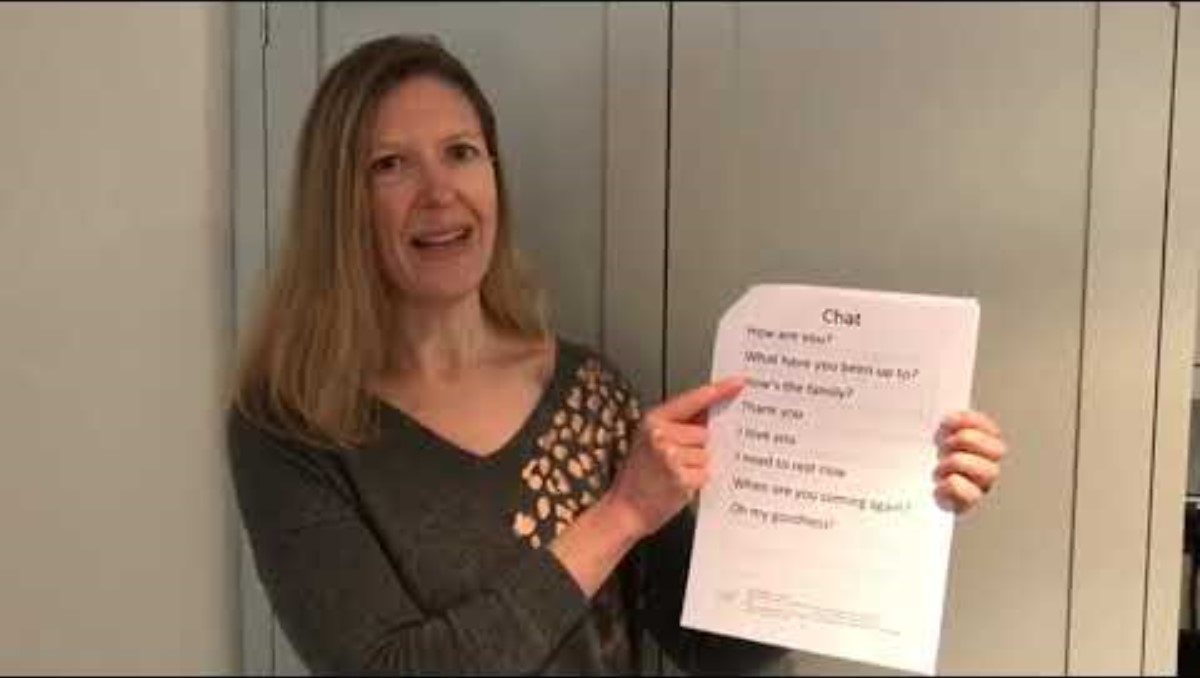 Chat
How are you?
What have you been up to?
How's the family?
Thank you
I love you
I need to rest now
When are you coming again?
Oh my goodness!